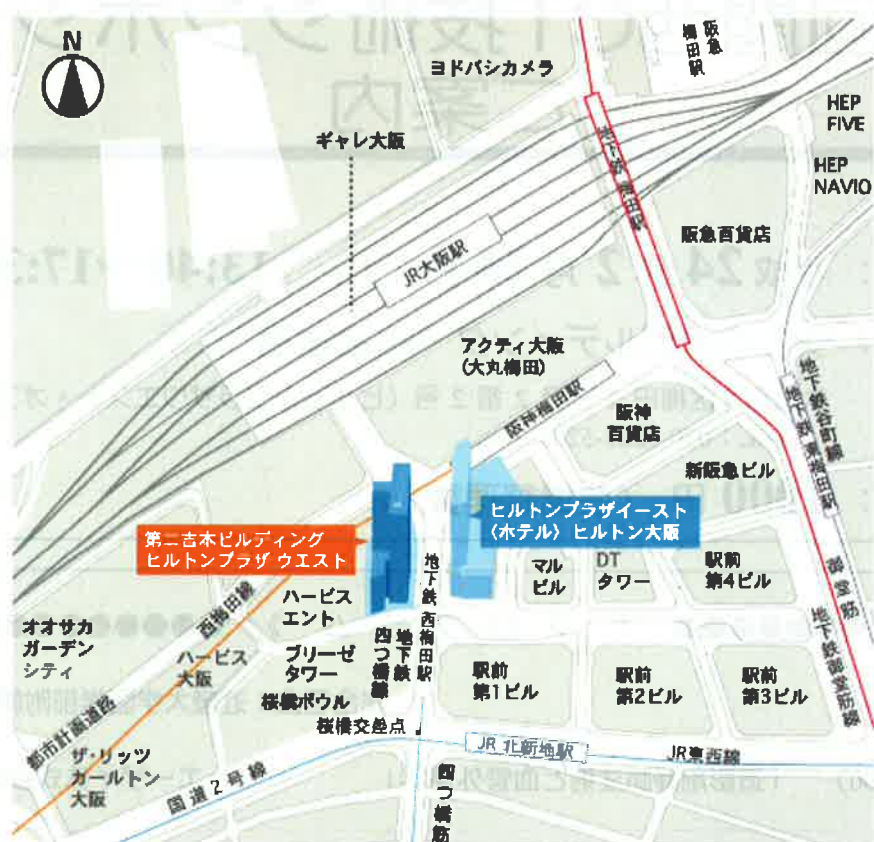 N
ヨドバシカメラ
阪急
梅田駅
HEP
FIVE
ギャレ大阪
HEP
NAVIO
阪急百貨店
JR大阪駅
アクティ大阪
(大丸梅田)
阪神梅田駅
阪神
百貨店
地下鉄谷町線
地下鉄 東梅田駅
新阪急ビル
ヒルトンプラザイースト
〈ホテル〉ヒルトン大阪
第二吉本ビルディング
ヒルトンプラザ ウエスト
マル
ビル
DT
タワー
駅前
第4ビル
御堂筋
地下鉄御堂筋線
西梅田線
地下鉄 西梅田駅
ハービス
エント
地下鉄
四つ橋線
オオサカ
ガーデン
シティ
ハービス
大阪
ブリーゼ
タワー
駅前
第1ビル
駅前
第2ビル
駅前
第3ビル
桜橋ボウル
桜橋交差点
都市計画道路
ザ・リッツ
カールトン
大阪
国道2号線
JR 北新地駅
JR東西線
四つ橋筋